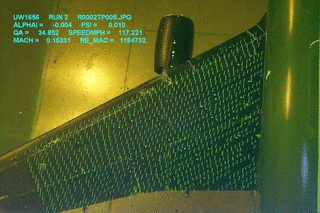 UW1656 RUN 2 R0002TP005.JPG
ALPHAI = -0.004 PSI = 0.010
QA = 34.852 SPEEDMPH = 117.221
MACH = 0.15331 RE_MAC = 1184732.